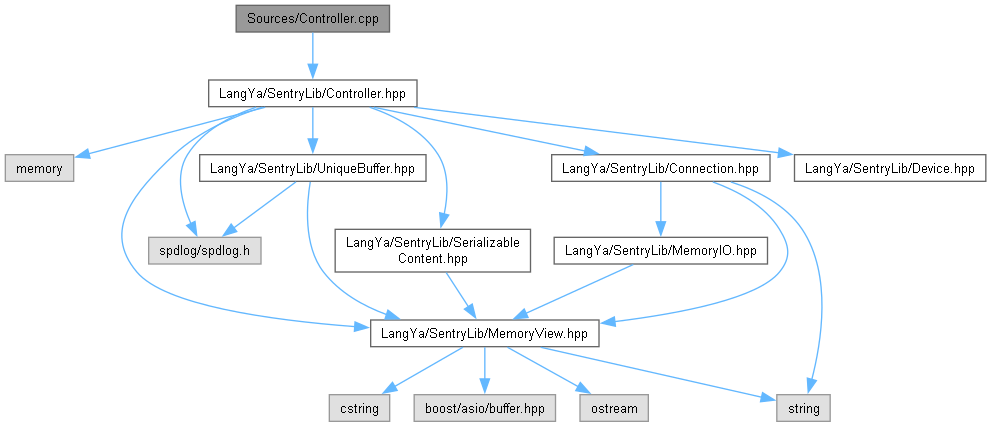 Sources/Controller.cpp
LangYa/SentryLib/Controller.hpp
memory
LangYa/SentryLib/UniqueBuffer.hpp
LangYa/SentryLib/Connection.hpp
LangYa/SentryLib/Device.hpp
spdlog/spdlog.h
LangYa/SentryLib/Serializable
Content.hpp
LangYa/SentryLib/MemoryIO.hpp
LangYa/SentryLib/MemoryView.hpp
cstring
boost/asio/buffer.hpp
ostream
string